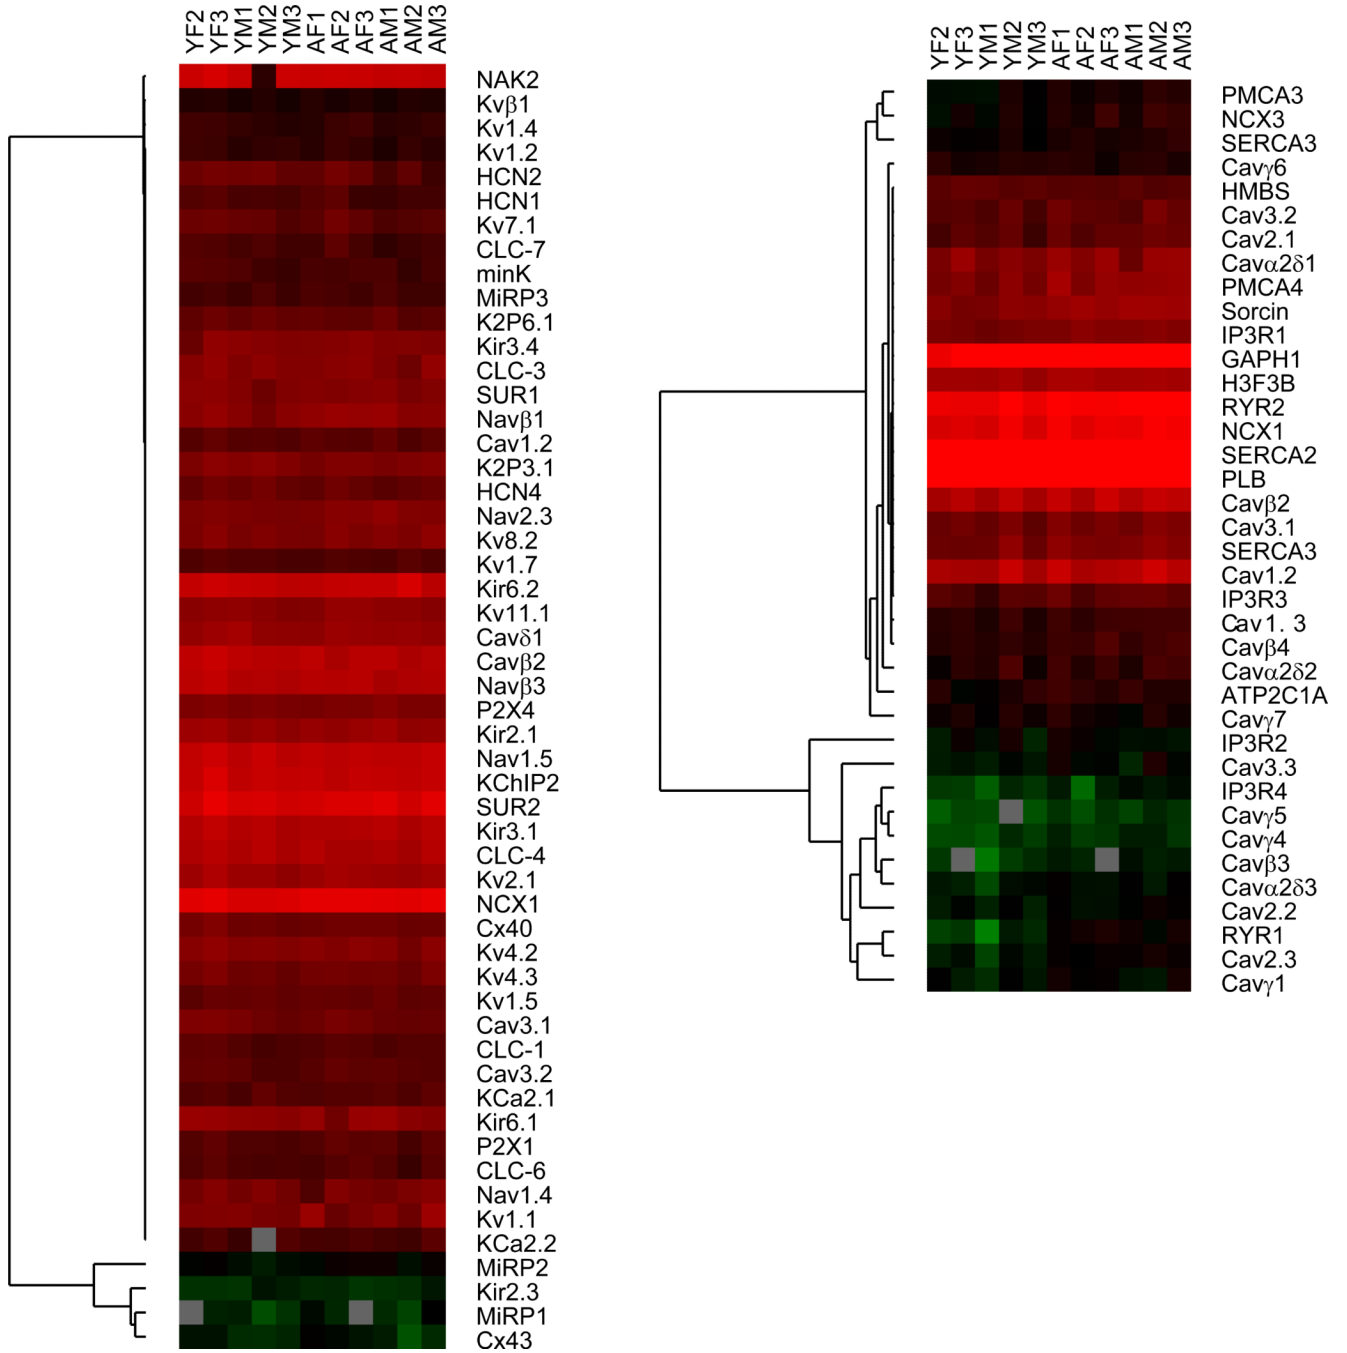 YF2 YF3 YM1 YM2 YM3 AF1 AF2 AF3 AM1 AM2 AM3
NAK2
Kvβ1
Kv1.4
Kv1.2
HCN2
HCN1
Kv7.1
CLC-7
minK
MiRP3
K2P6.1
Kir3.4
CLC-3
SUR1
Navβ1
Cav1.2
K2P3.1
HCN4
Nav2.3
Kv8.2
Kv1.7
Kir6.2
Kv11.1
Cavδ1
Cavβ2
Navβ3
P2X4
Kir2.1
Nav1.5
KChIP2
SUR2
Kir3.1
CLC-4
Kv2.1
NCX1
Cx40
Kv4.2
Kv4.3
Kv1.5
Cav3.1
CLC-1
Cav3.2
KCa2.1
Kir6.1
P2X1
CLC-6
Nav1.4
Kv1.1
KCa2.2
MiRP2
Kir2.3
MiRP1
Cx43
YF2 YF3 YM1 YM2 YM3 AF1 AF2 AF3 AM1 AM2 AM3
PMCA3
NCX3
SERCA3
Cavγ6
HMBS
Cav3.2
Cav2.1
Cavα2δ1
PMCA4
Sorcin
IP3R1
GAPH1
H3F3B
RYR2
NCX1
SERCA2
PLB
Cavβ2
Cav3.1
SERCA3
Cav1.2
IP3R3
Cav1. 3
Cavβ4
Cavα2δ2
ATP2C1A
Cavγ7
IP3R2
Cav3.3
IP3R4
Cavγ5
Cavγ4
Cavβ3
Cavα2δ3
Cav2.2
RYR1
Cav2.3
Cavγ1